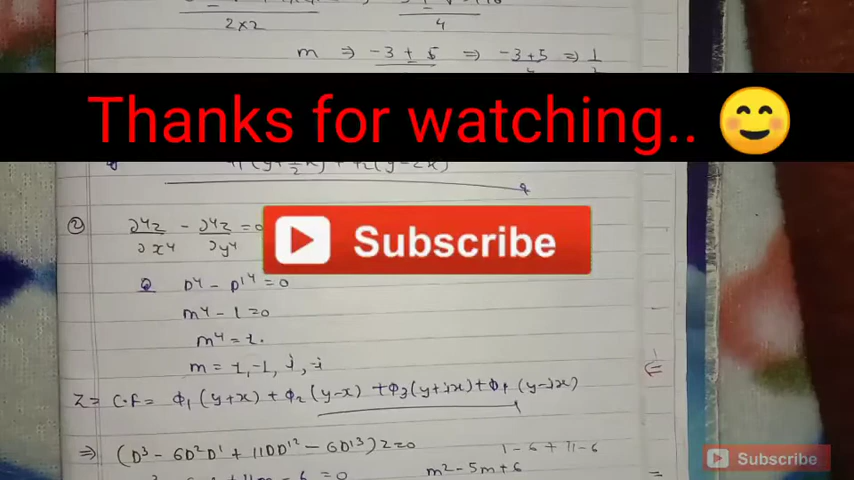 2×2
4
m ⇒ -3 ± 5 ⇒ -3+5 ⇒ 1
Thanks for watching.. 😊
② ∂⁴z/∂x⁴ - ∂⁴z/∂y⁴ = 0
Subscribe
D⁴ - D'⁴ = 0
m⁴ - 1 = 0
m⁴ = 1.
m = 1, -1, i, -i
Z = C.F = ϕ₁(y+x) + ϕ₂(y-x) + ϕ₃(y+ix) + ϕ₄(y-ix)
⇒ (D³ - 6D²D' + 11DD'² - 6D'³) z = 0
1 - 6 + 11 - 6
m² - 5m + 6
Subscribe